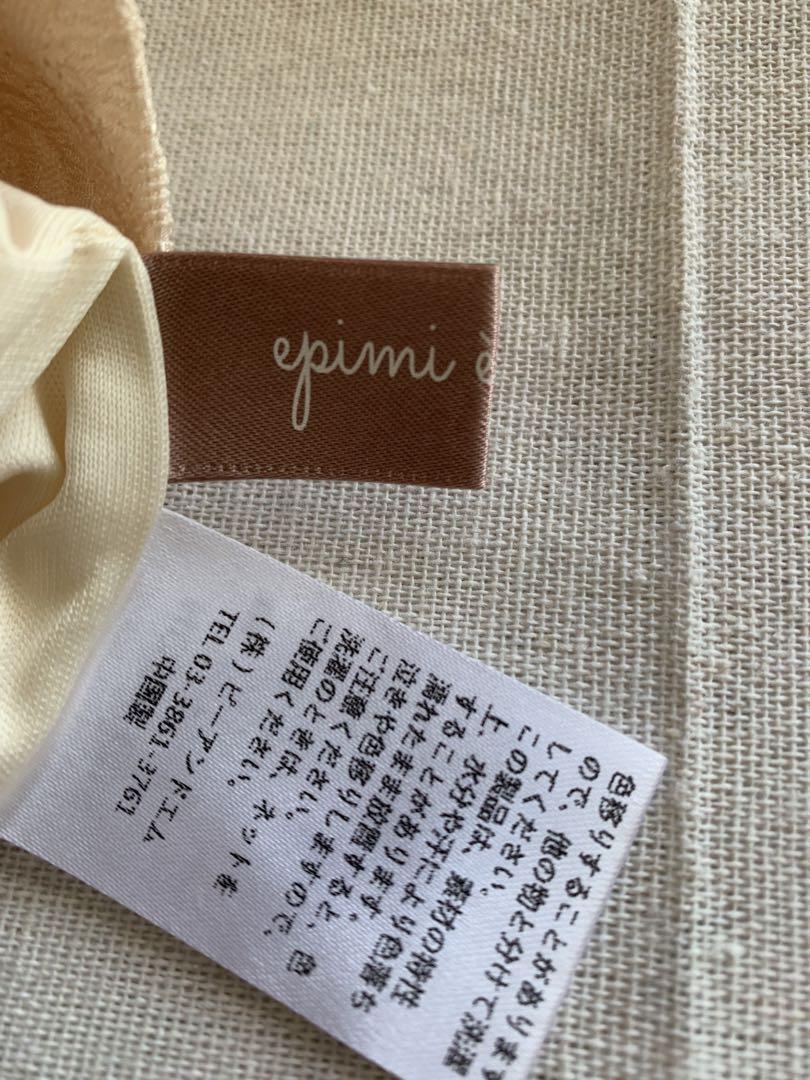 epimi è
色移りすることがあります
ので、他の物と分けて洗濯
してください。
この製品は、素材の特性
上、水分や汗により色落ち
することがあります。
濡れたまま放置すると、色
泣きや色移りしますので、
ご注意ください。
洗濯のときは、ネットを
ご使用ください。
(株)ビーアンドエム
TEL 03-3861-3761
中国製